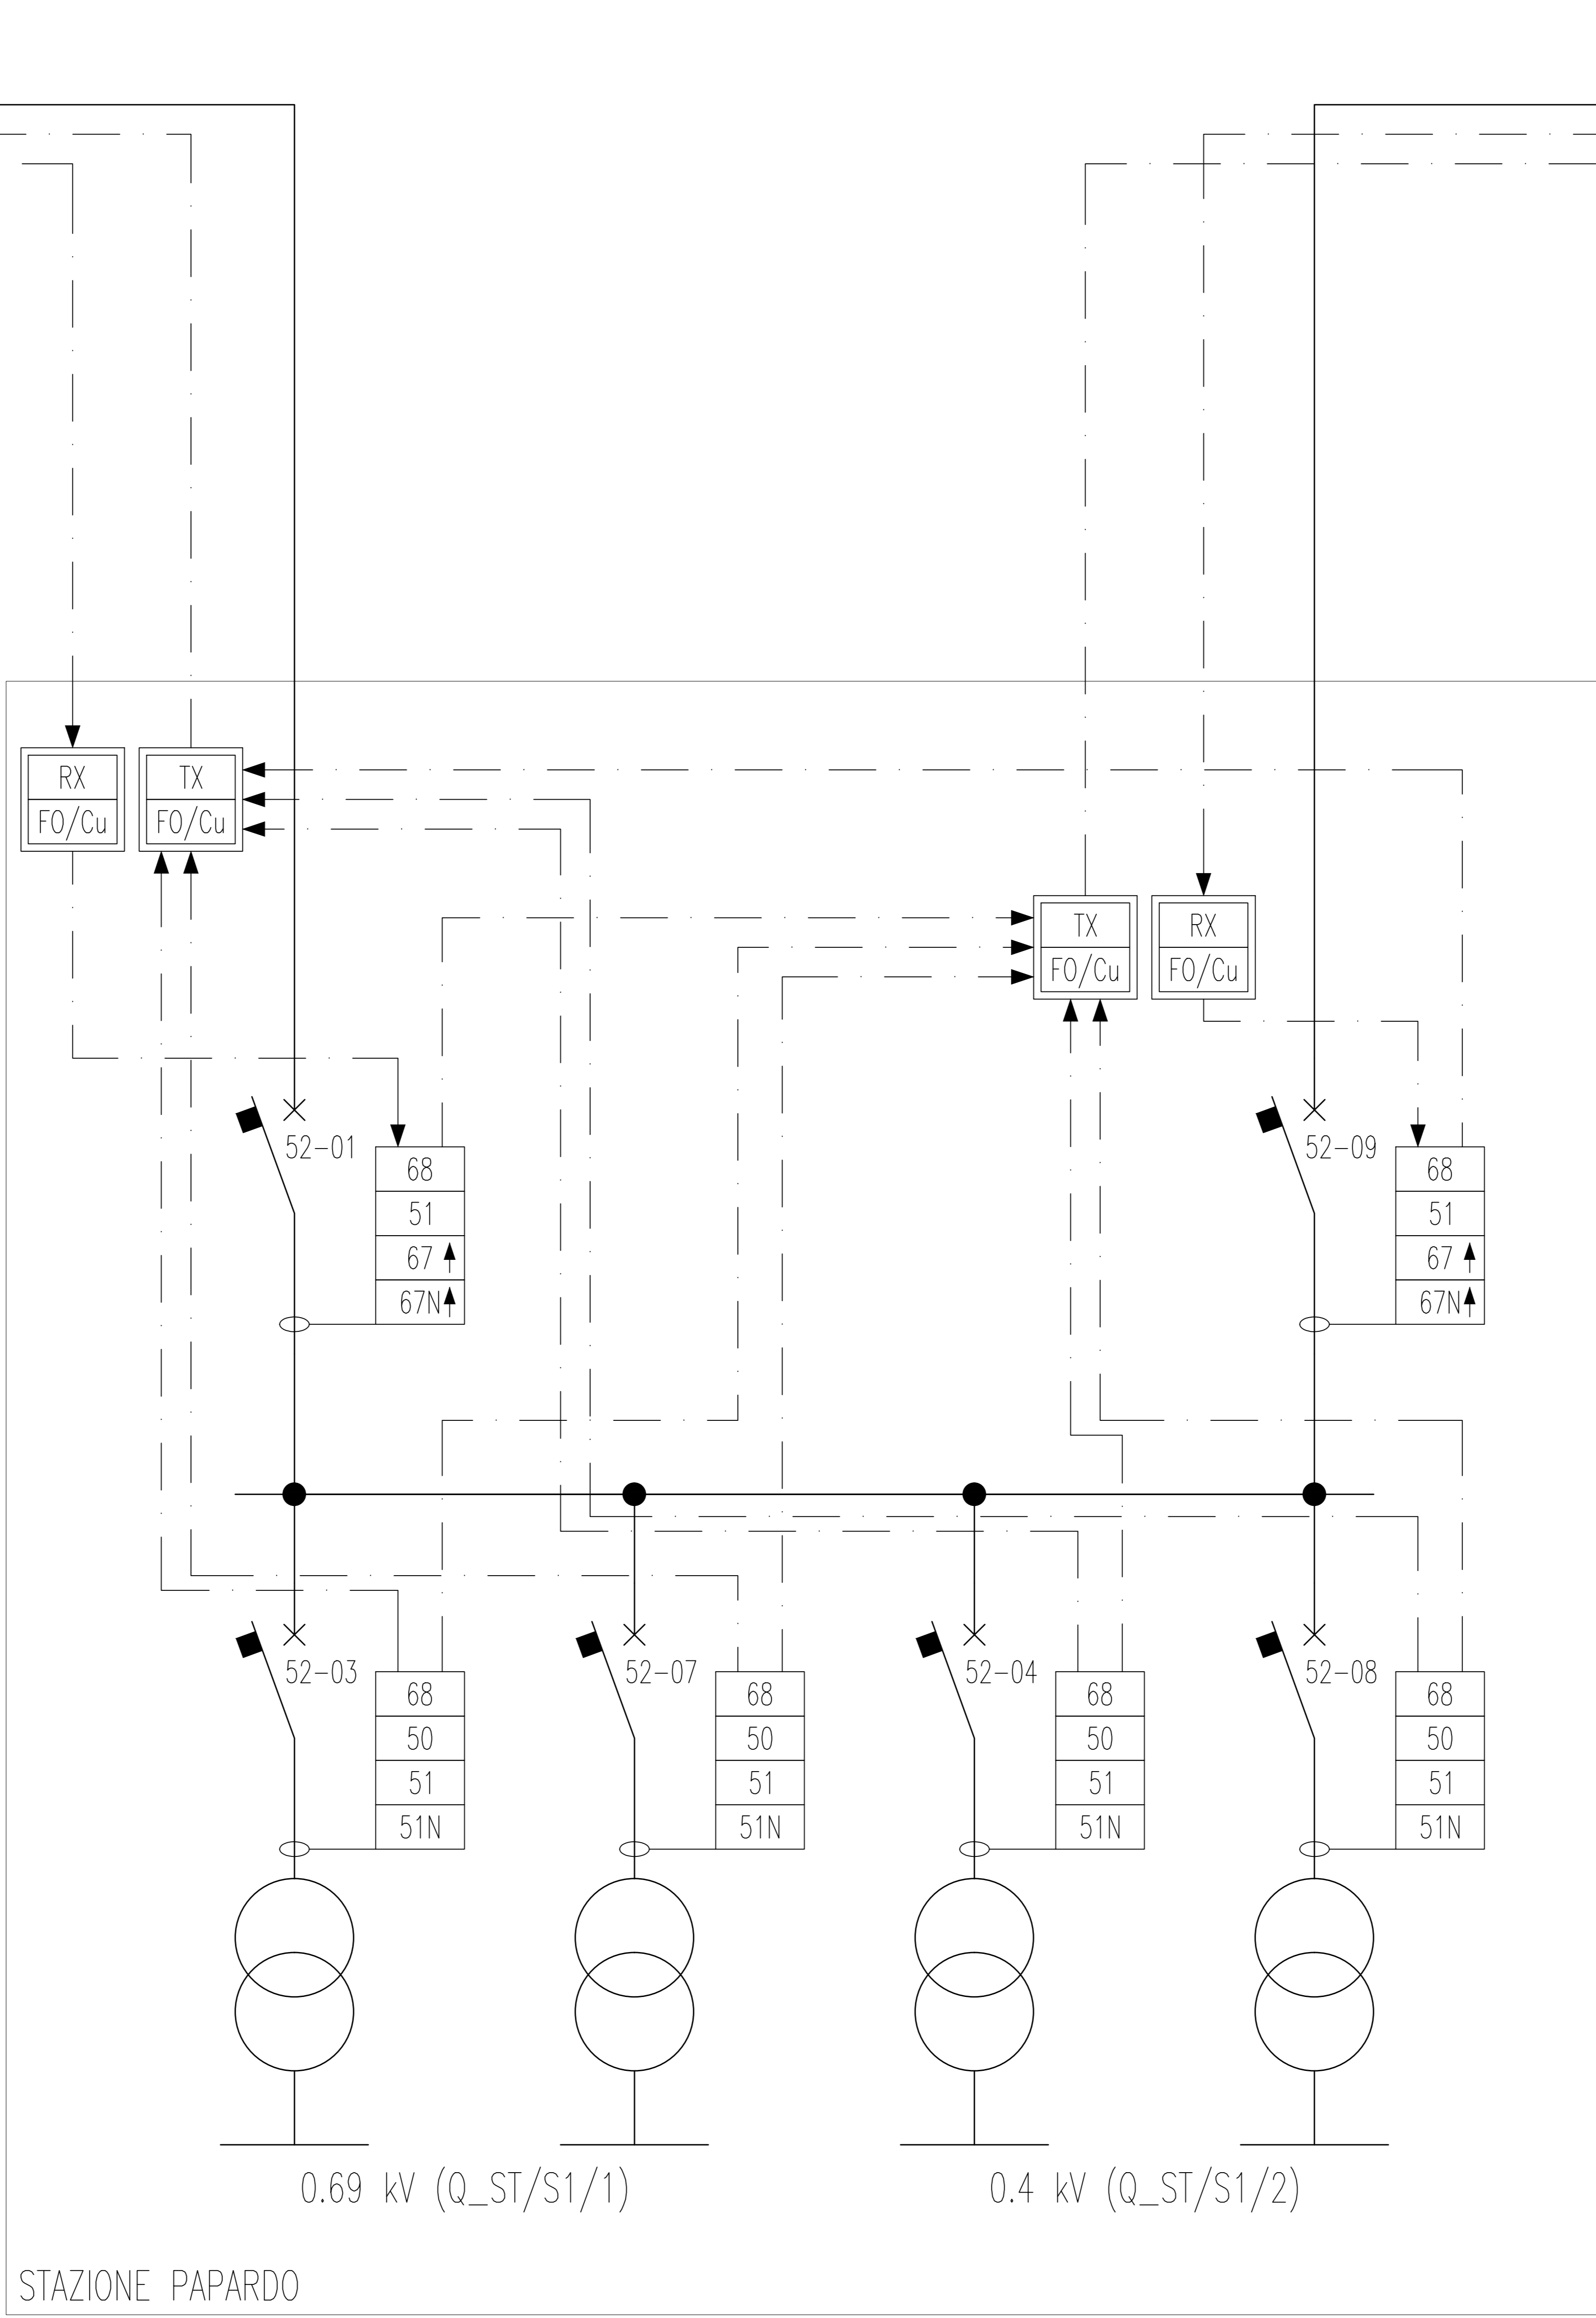 RX
FO/Cu
TX
FO/Cu
TX
FO/Cu
RX
FO/Cu
52-01
68
51
67
67N
52-09
68
51
67
67N
52-03
68
50
51
51N
52-07
68
50
51
51N
52-04
68
50
51
51N
52-08
68
50
51
51N
0.69 kV (Q_ST/S1/1)
0.4 kV (Q_ST/S1/2)
STAZIONE PAPARDO